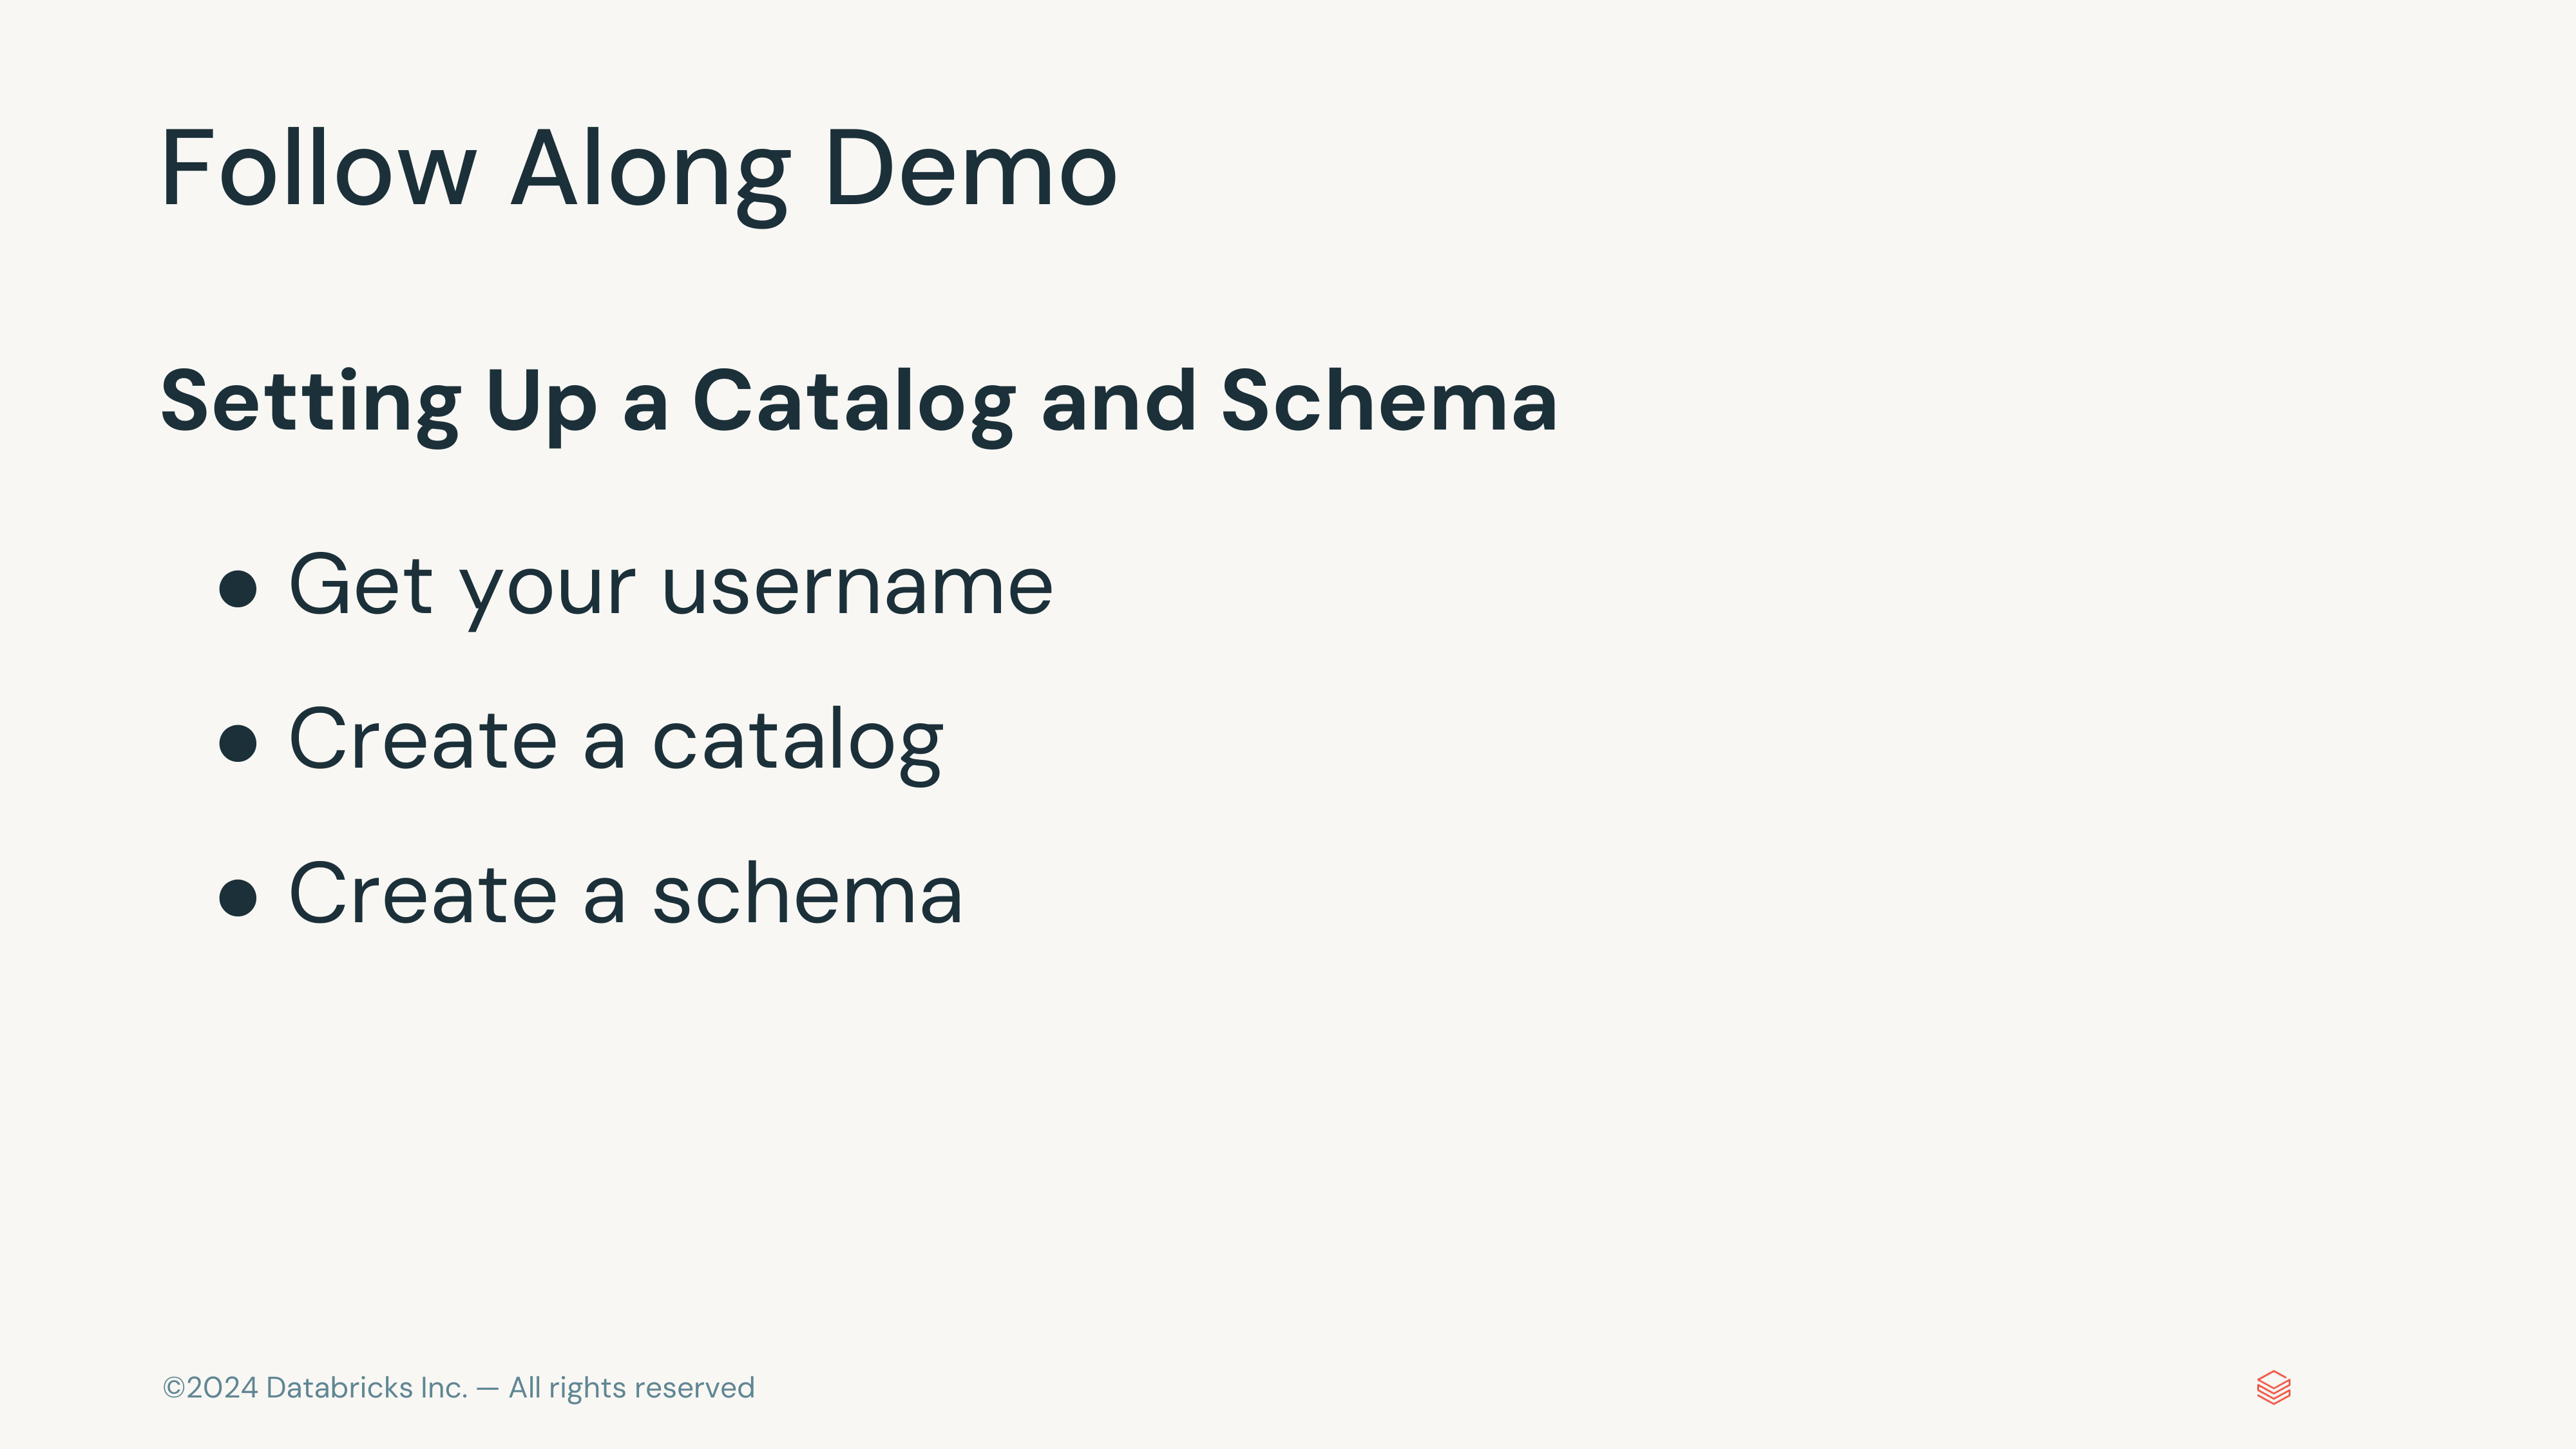 Follow Along Demo
Setting Up a Catalog and Schema
● Get your username
● Create a catalog
● Create a schema
©2024 Databricks Inc. — All rights reserved